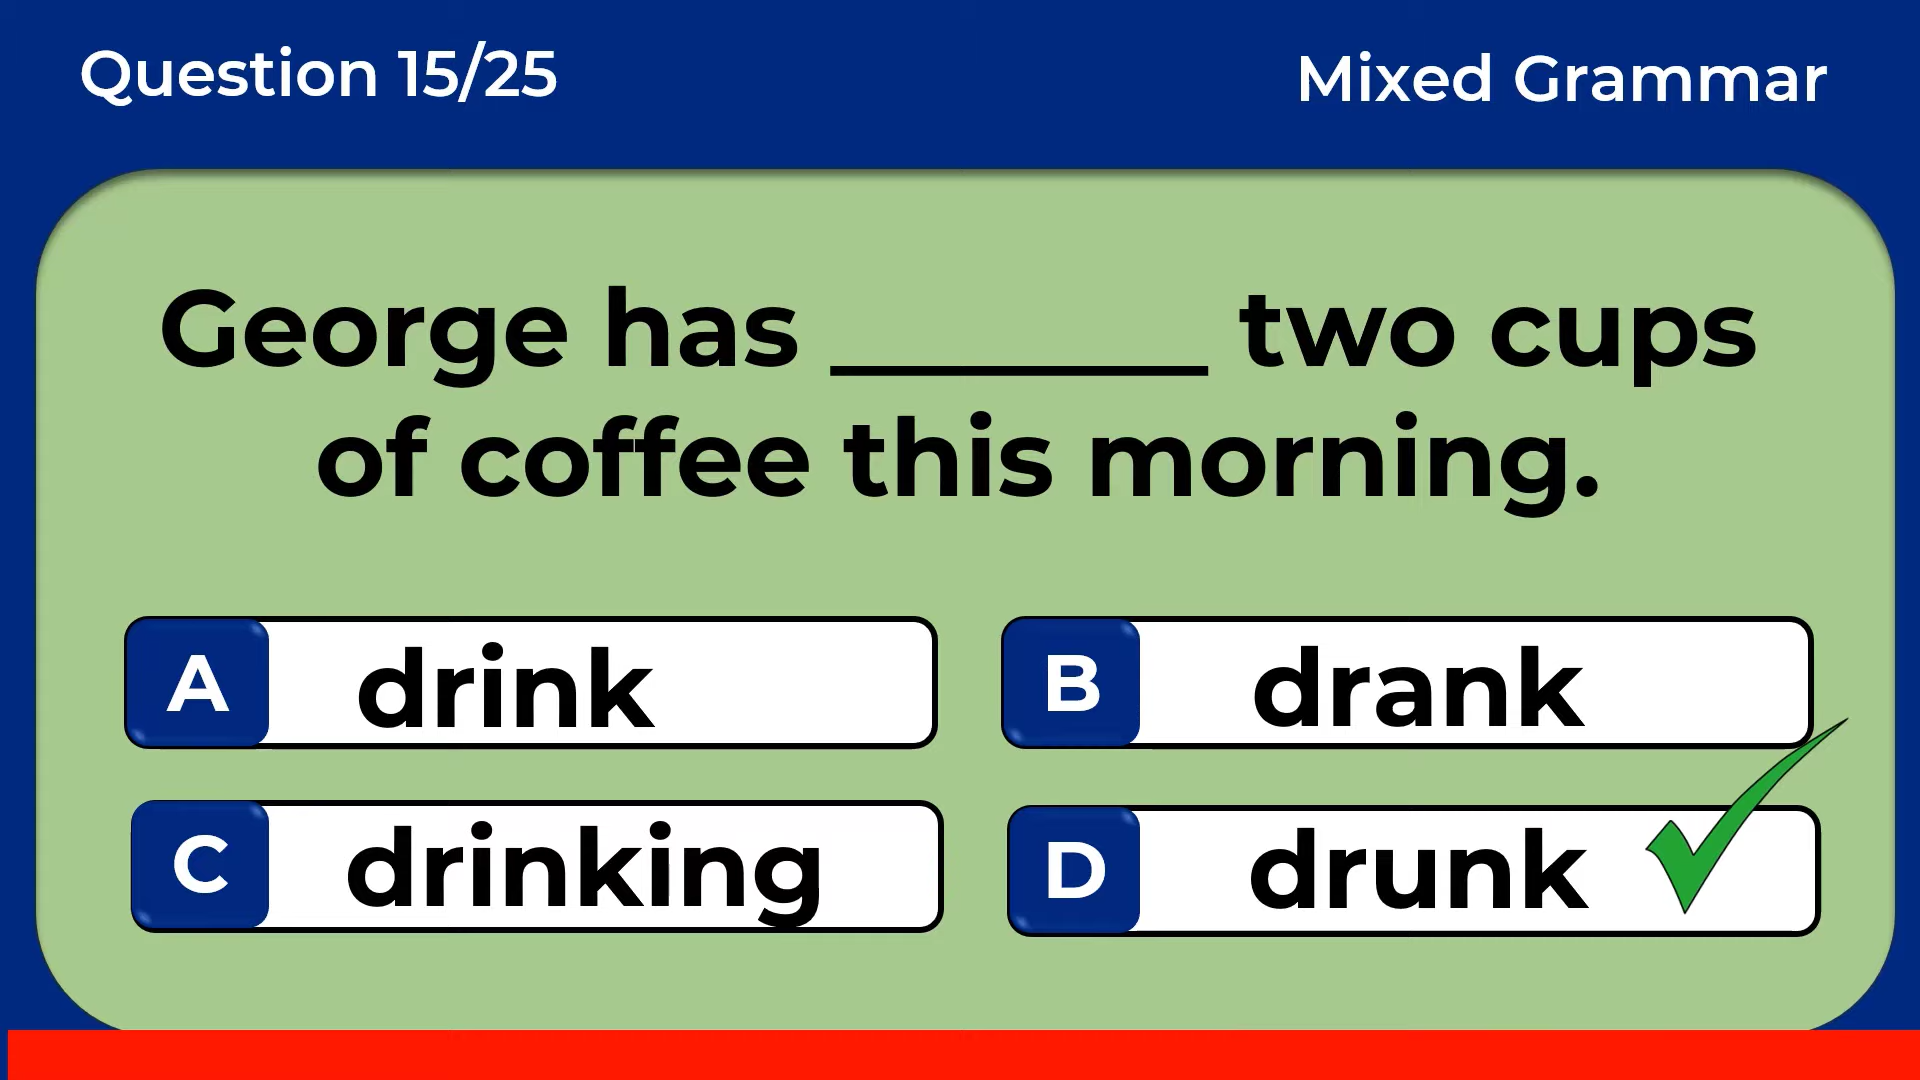 Question 15/25
Mixed Grammar
George has ________ two cups
of coffee this morning.
A drink
B drank
C drinking
D drunk